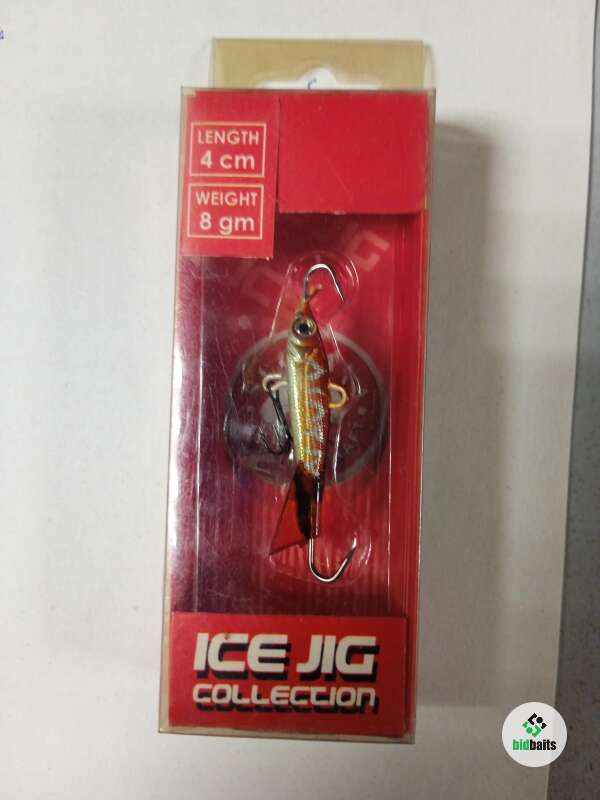 LENGTH
4 cm
WEIGHT
8 gm
ICE JIG
COLLECTION
bidbaits